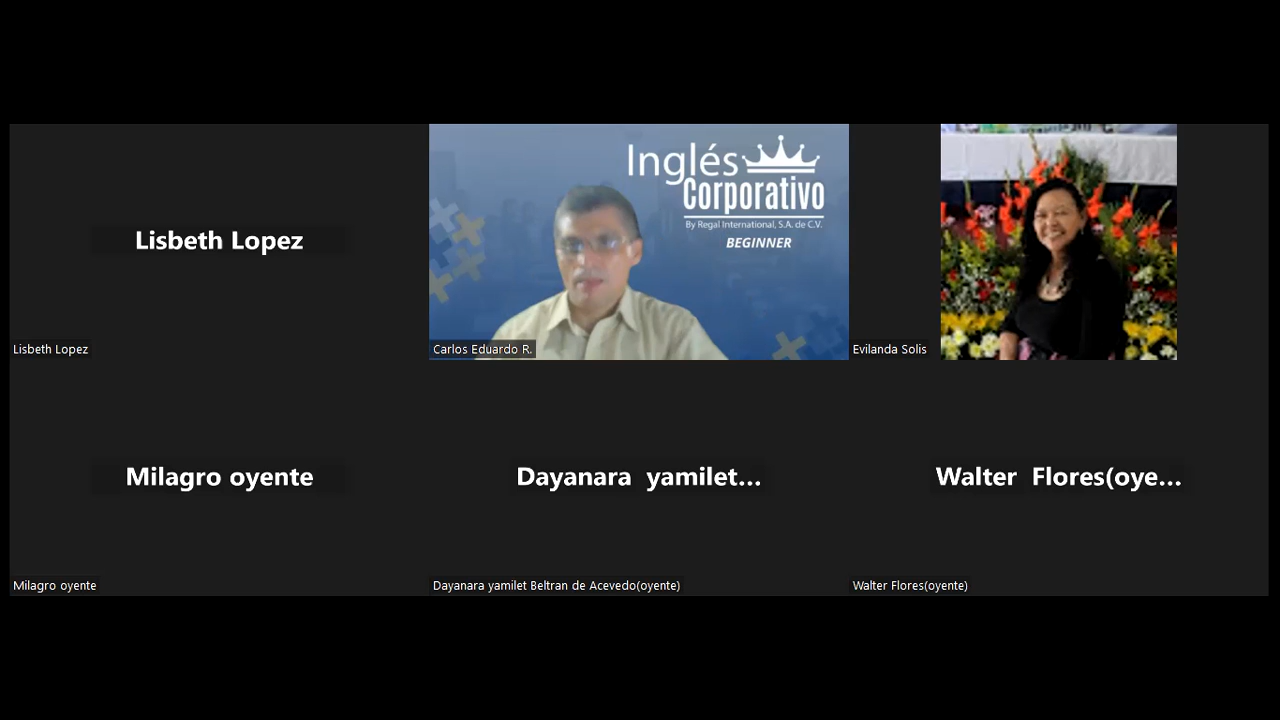 Lisbeth Lopez
Lisbeth Lopez
Inglés
Corporativo
By Regal International, S.A. de C.V.
BEGINNER
Carlos Eduardo R.
Evilanda Solis
Milagro oyente
Milagro oyente
Dayanara yamilet...
Dayanara yamilet Beltran de Acevedo(oyente)
Walter Flores(oye...
Walter Flores(oyente)